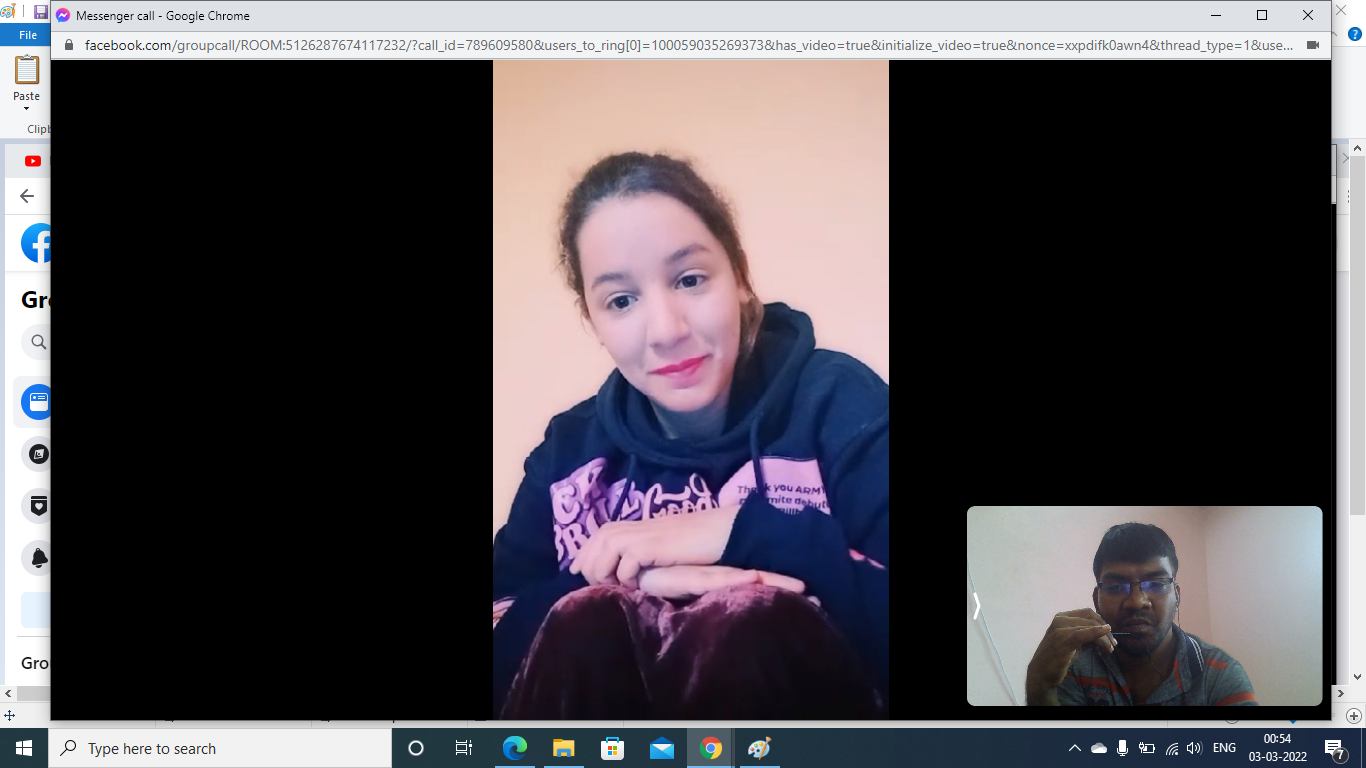 Messenger call - Google Chrome
facebook.com/groupcall/ROOM:5126287674117232/?call_id=789609580&users_to_ring[0]=100059035269373&has_video=true&initialize_video=true&nonce=xxpdifk0awn4&thread_type=1&use...
File
Paste
Clipb
Gro
Thank you ARMY
Grou
Type here to search
ENG
00:54
03-03-2022
7